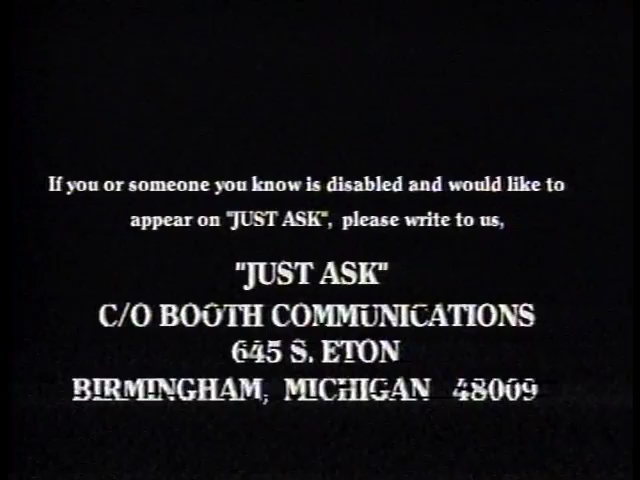 If you or someone you know is disabled and would like to
appear on "JUST ASK", please write to us,
"JUST ASK"
C/O BOOTH COMMUNICATIONS
645 S. ETON
BIRMINGHAM, MICHIGAN 48009